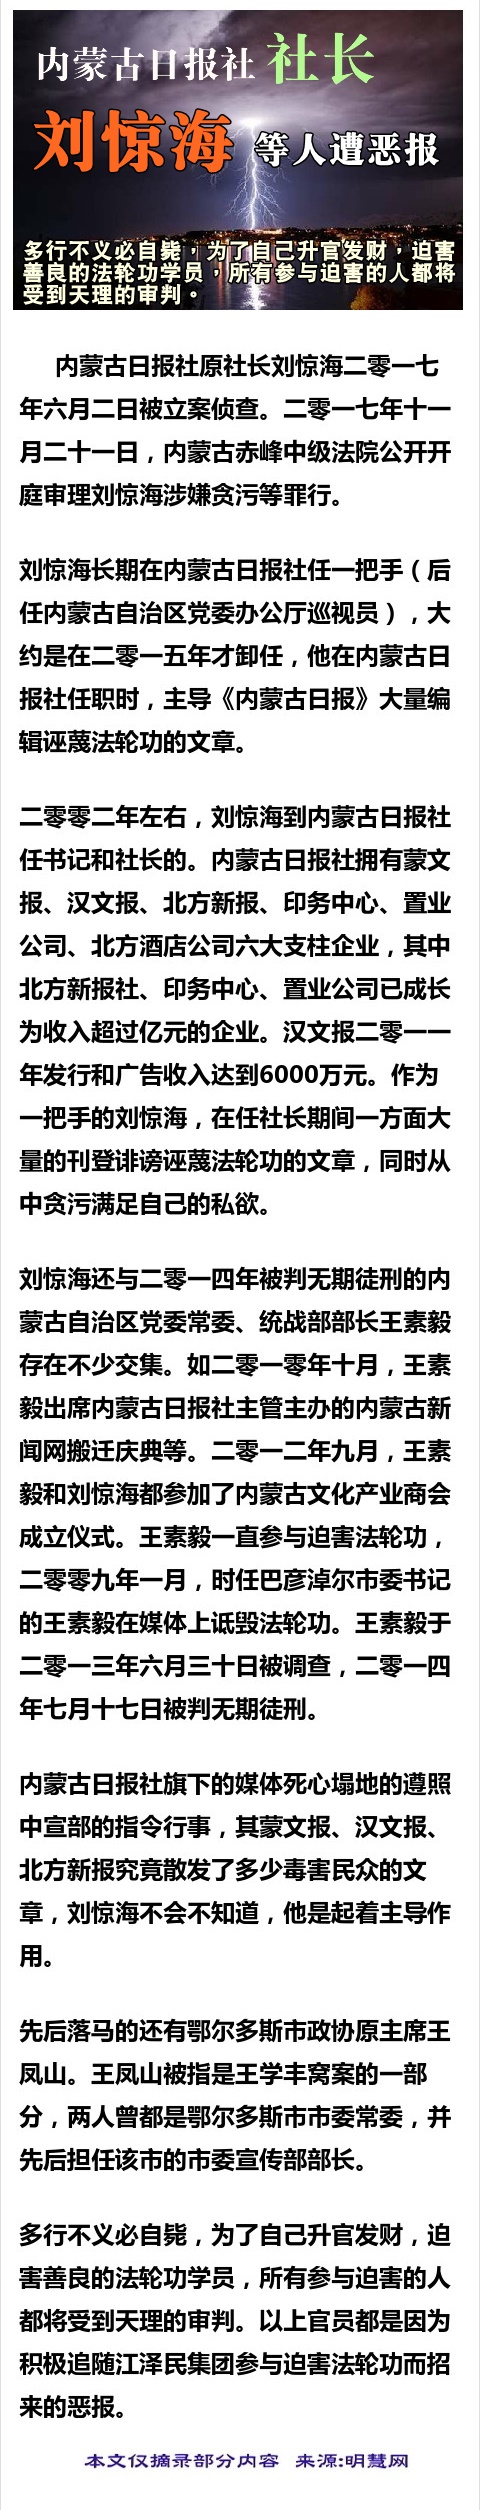 内蒙古日报社 社长
刘惊海 等人遭恶报
多行不义必自毙，为了自己升官发财，迫害
善良的法轮功学员，所有参与迫害的人都将
受到天理的审判。
内蒙古日报社原社长刘惊海二零一七
年六月二日被立案侦查。二零一七年十一
月二十一日，内蒙古赤峰中级法院公开开
庭审理刘惊海涉嫌贪污等罪行。
刘惊海长期在内蒙古日报社任一把手（后
任内蒙古自治区党委办公厅巡视员），大
约是在二零一五年才卸任，他在内蒙古日
报社任职时，主导《内蒙古日报》大量编
辑诬蔑法轮功的文章。
二零零二年左右，刘惊海到内蒙古日报社
任书记和社长的。内蒙古日报社拥有蒙文
报、汉文报、北方新报、印务中心、置业
公司、北方酒店公司六大支柱企业，其中
北方新报社、印务中心、置业公司已成长
为收入超过亿元的企业。汉文报二零一一
年发行和广告收入达到6000万元。作为
一把手的刘惊海，在任社长期间一方面大
量的刊登诽谤诬蔑法轮功的文章，同时从
中贪污满足自己的私欲。
刘惊海还与二零一四年被判无期徒刑的内
蒙古自治区党委常委、统战部部长王素毅
存在不少交集。如二零一零年十月，王素
毅出席内蒙古日报社主管主办的内蒙古新
闻网搬迁庆典等。二零一二年九月，王素
毅和刘惊海都参加了内蒙古文化产业商会
成立仪式。王素毅一直参与迫害法轮功，
二零零九年一月，时任巴彦淖尔市委书记
的王素毅在媒体上诋毁法轮功。王素毅于
二零一三年六月三十日被调查，二零一四
年七月十七日被判无期徒刑。
内蒙古日报社旗下的媒体死心塌地的遵照
中宣部的指令行事，其蒙文报、汉文报、
北方新报究竟散发了多少毒害民众的文
章，刘惊海不会不知道，他是起着主导作
用。
先后落马的还有鄂尔多斯市政协原主席王
凤山。王凤山被指是王学丰窝案的一部
分，两人曾都是鄂尔多斯市市委常委，并
先后担任该市的市委宣传部部长。
多行不义必自毙，为了自己升官发财，迫
害善良的法轮功学员，所有参与迫害的人
都将受到天理的审判。以上官员都是因为
积极追随江泽民集团参与迫害法轮功而招
来的恶报。
本文仅摘录部分内容 来源:明慧网